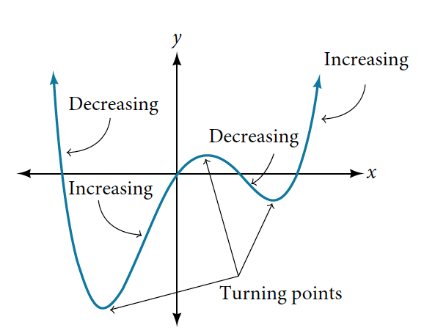 y
Increasing
Decreasing
Decreasing
x
Increasing
Turning points